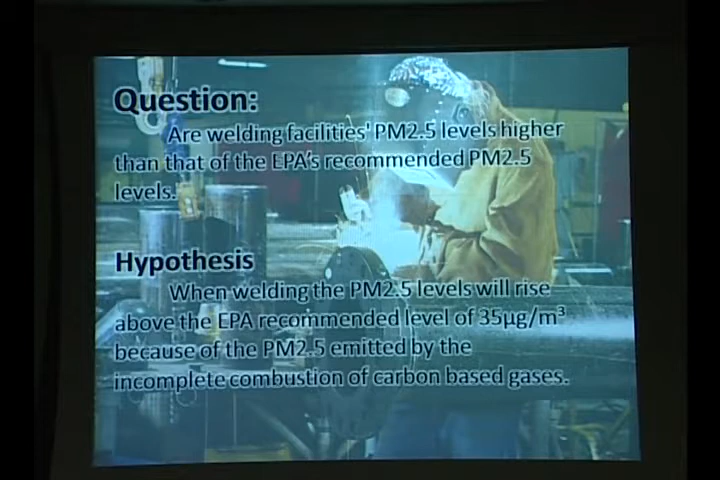 Question:
Are welding facilities' PM2.5 levels higher
than that of the EPA's recommended PM2.5
levels.
Hypothesis
When welding the PM2.5 levels will rise
above the EPA recommended level of 35µg/m³
because of the PM2.5 emitted by the
incomplete combustion of carbon based gases.